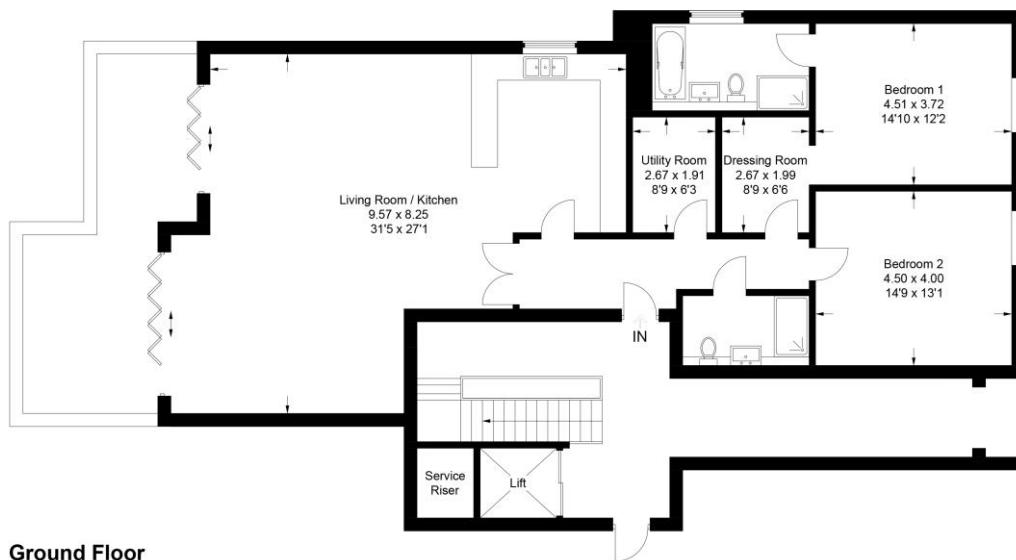 Bedroom 1
4.51 x 3.72
14'10 x 12'2
Utility Room
2.67 x 1.91
8'9 x 6'3
Dressing Room
2.67 x 1.99
8'9 x 6'6
Living Room / Kitchen
9.57 x 8.25
31'5 x 27'1
Bedroom 2
4.50 x 4.00
14'9 x 13'1
IN
Service
Riser
Lift
Ground Floor